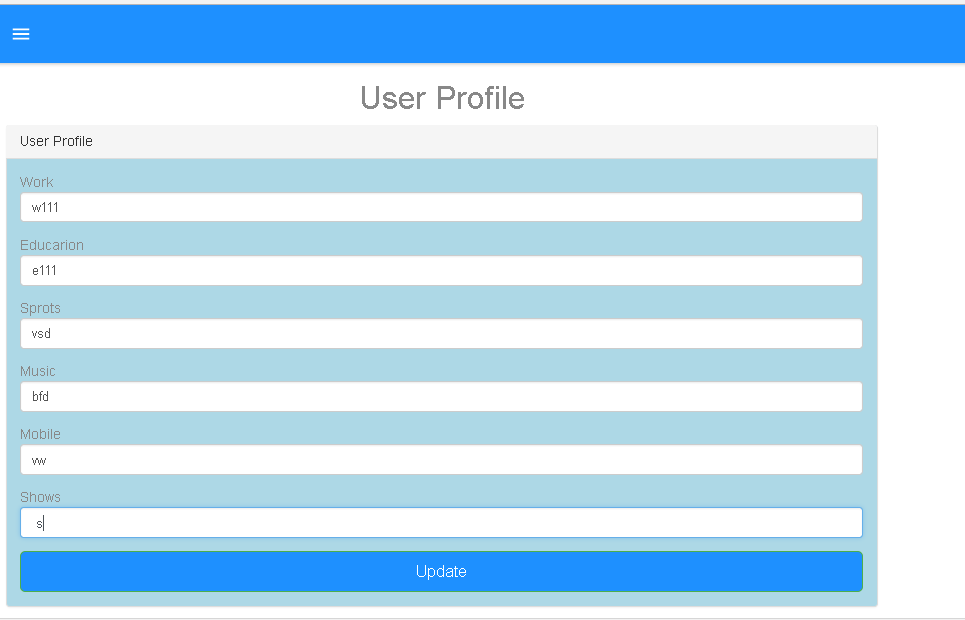 User Profile
User Profile
Work
w111
Educarion
e111
Sprots
vsd
Music
bfd
Mobile
vw
Shows
s
Update